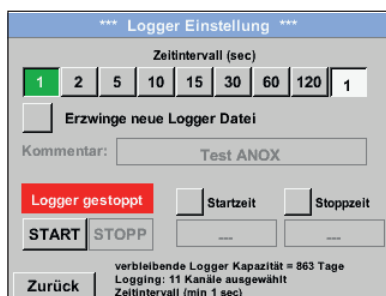 *** Logger Einstellung ***
Zeitintervall (sec)
1 2 5 10 15 30 60 120 1
Erzwinge neue Logger Datei
Kommentar: Test ANOX
Logger gestoppt Startzeit Stoppzeit
START STOPP --- ---
verbleibende Logger Kapazität = 863 Tage
Zurück Logging: 11 Kanäle ausgewählt
Zeitintervall (min 1 sec)